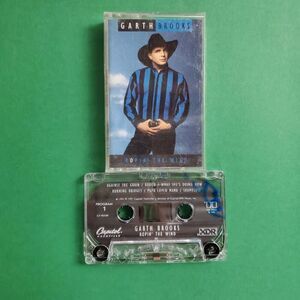 GARTH BROOKS
ROPIN' THE WIND
AGAINST THE GRAIN / RODEO / WHAT SHE'S DOING NOW
BURNING BRIDGES / PAPA LOVED MAMA / SHAMELESS
PROGRAM
1
Capitol
NASHVILLE
GARTH BROOKS
ROPIN' THE WIND
XDR